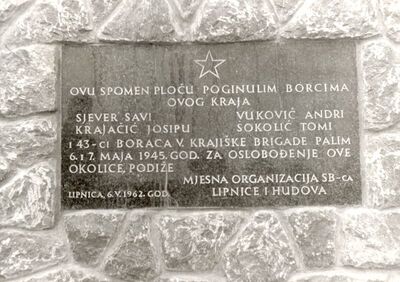 OVU SPOMEN PLOČU POGINULIM BORCIMA
OVOG KRAJA
SJEVER SAVI VUKOVIĆ ANDRI
KRAJAČIĆ JOSIPU SOKOLIĆ TOMI
I 43-CI BORACA V. KRAJIŠKE BRIGADE PALIM
6. I 7. MAJA 1945. GOD. ZA OSLOBOĐENJE OVE
OKOLICE, PODIŽE
MJESNA ORGANIZACIJA SB-ca
LIPNICA, 6.V.1962. GOD. LIPNICE I HUDOVA